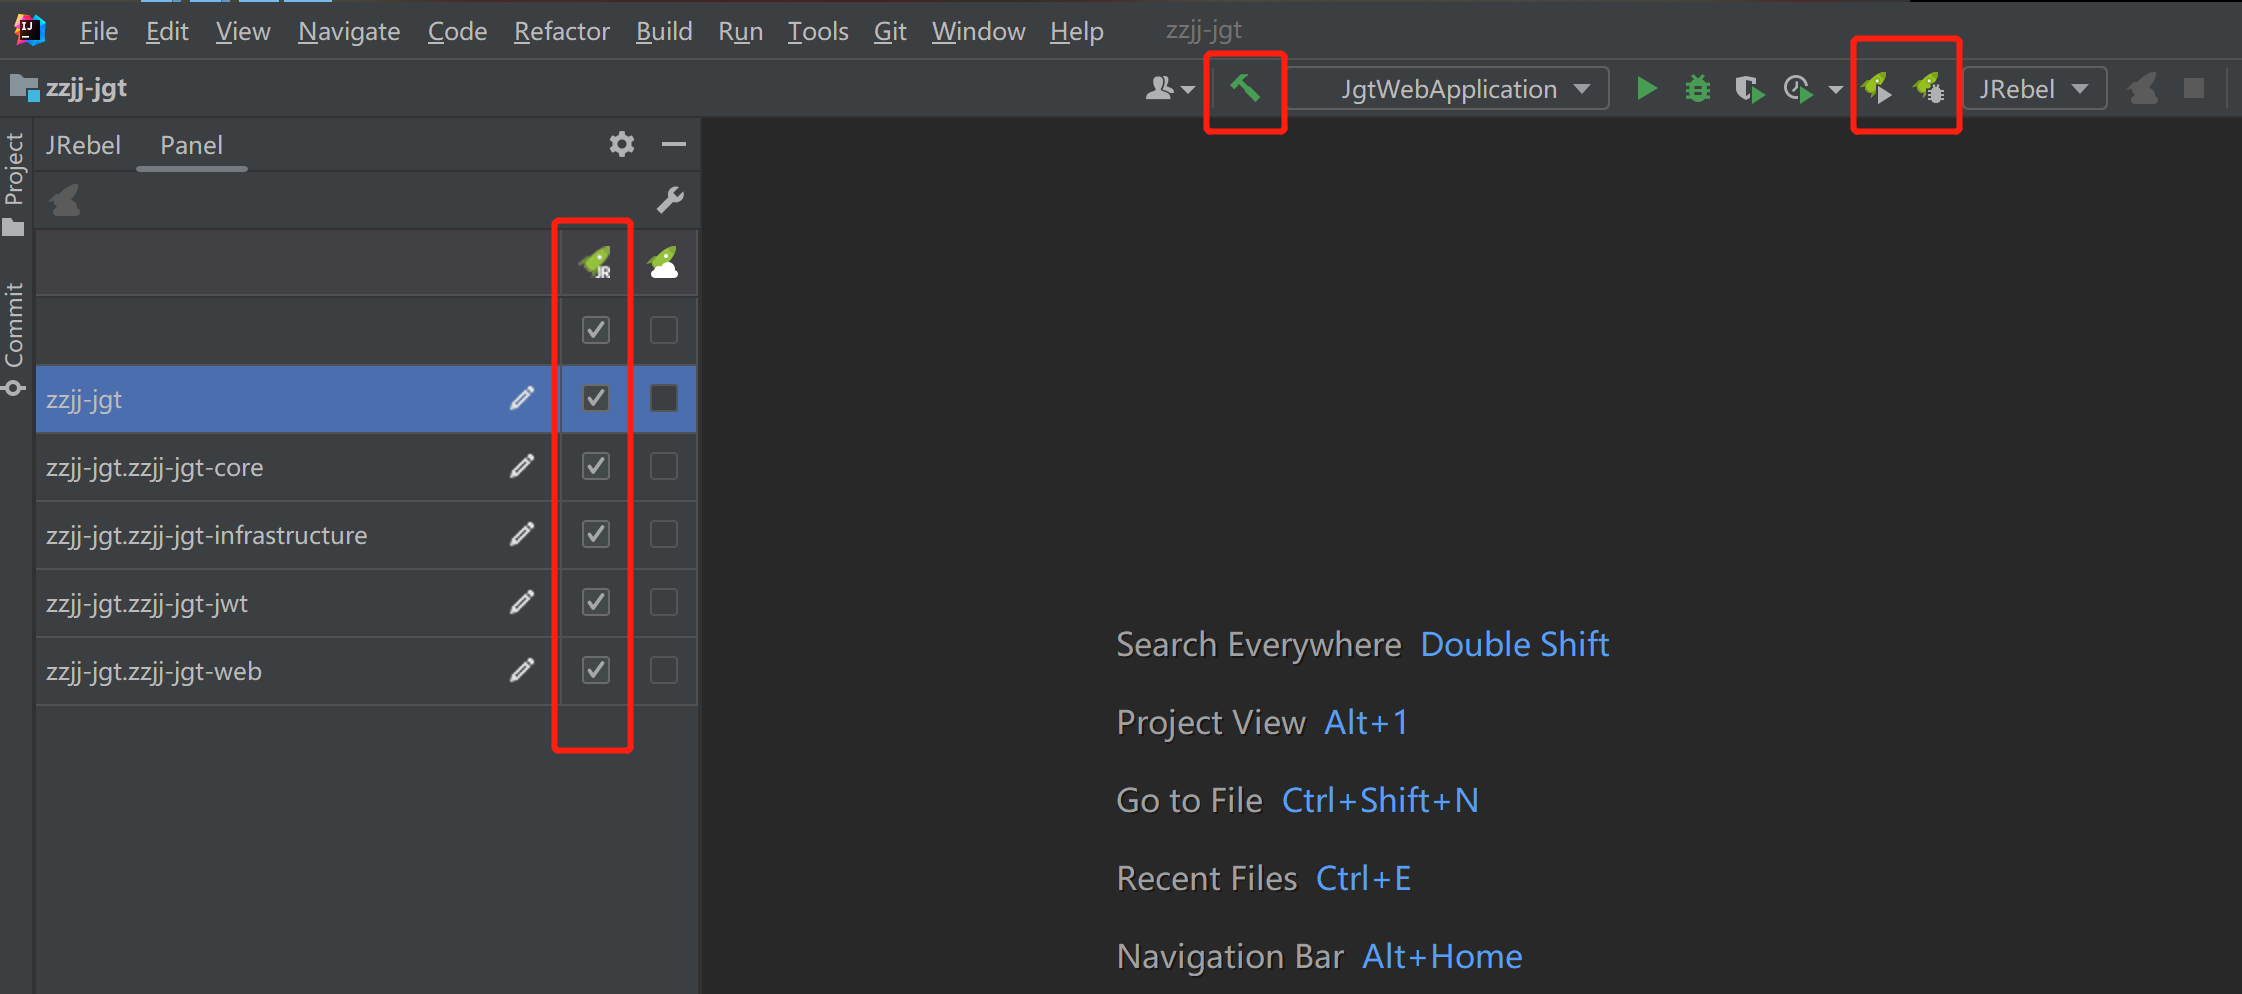 File Edit View Navigate Code Refactor Build Run Tools Git Window Help zzjj-jgt
zzjj-jgt JgtWebApplication JRebel
Project
Commit
JRebel Panel
JR
zzjj-jgt
zzjj-jgt.zzjj-jgt-core
zzjj-jgt.zzjj-jgt-infrastructure
zzjj-jgt.zzjj-jgt-jwt
zzjj-jgt.zzjj-jgt-web
Search Everywhere Double Shift
Project View Alt+1
Go to File Ctrl+Shift+N
Recent Files Ctrl+E
Navigation Bar Alt+Home